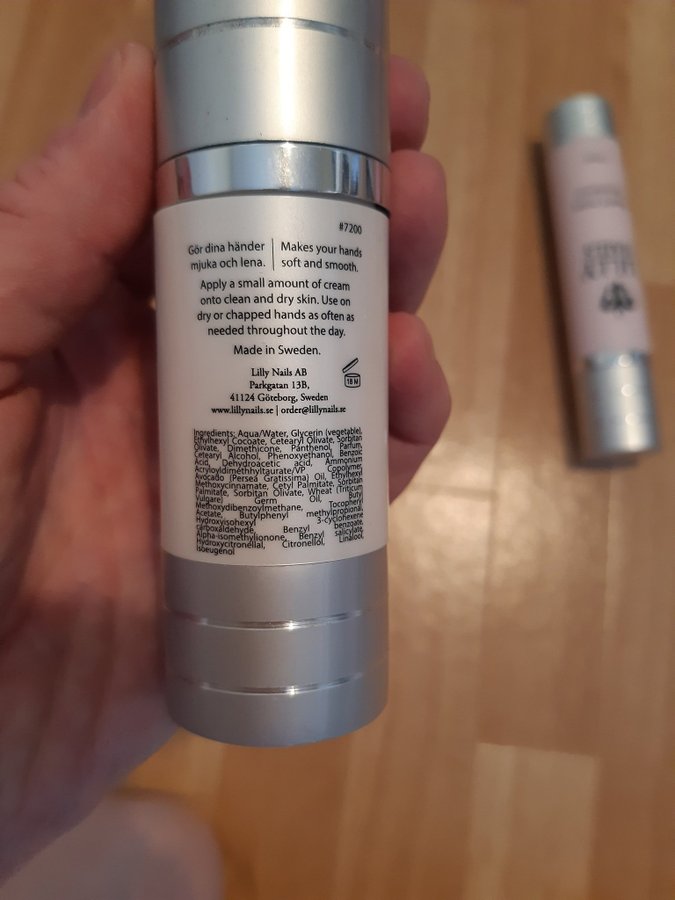 #7200
Gör dina händer
mjuka och lena.
Makes your hands
soft and smooth.
Apply a small amount of cream
onto clean and dry skin. Use on
dry or chapped hands as often as
needed throughout the day.
Made in Sweden.
Lilly Nails AB
Parkgatan 13B,
41124 Göteborg, Sweden
www.lillynails.se | order@lillynails.se
18 M
Ingredients: Aqua/Water, Glycerin (vegetable),
Ethylhexyl Cocoate, Cetearyl Olivate, Sorbitan
Olivate, Dimethicone, Panthenol, Parfum,
Cetearyl Alcohol, Phenoxyethanol, Benzoic
Acid, Dehydroacetic acid, Ammonium
Acryloyldimethhyltaurate/VP Copolymer,
Avocado (Persea Gratissima) Oil, Ethylhexyl
Methoxycinnamate, Cetyl Palmitate, Sorbitan
Palmitate, Sorbitan Olivate, Wheat (Triticum
Vulgare) Germ Oil, Butyl
Methoxydibenzoylmethane, Tocopheryl
Acetate, Butylphenyl methylpropional,
Hydroxyisohexyl 3-cyclohexene
carboxaldehyde, Benzyl benzoate,
Alpha-isomethylionone, Benzyl salicylate,
Hydroxycitronellal, Citronellol, Linalool,
Isoeugenol